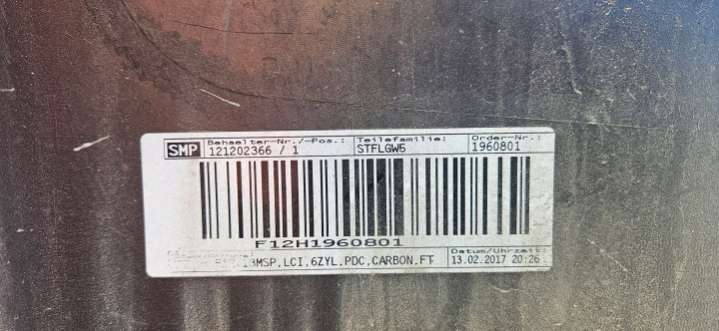 SMP Behaelter-Nr./-Pos.: Teilefamilie: Order-Nr.:
121202366 / 1 STFLGW5 1960801
F12H1960801
Datum/Uhrzeit:
MSP,LCI,6ZYL,PDC,CARBON,FT 13.02.2017 20:26